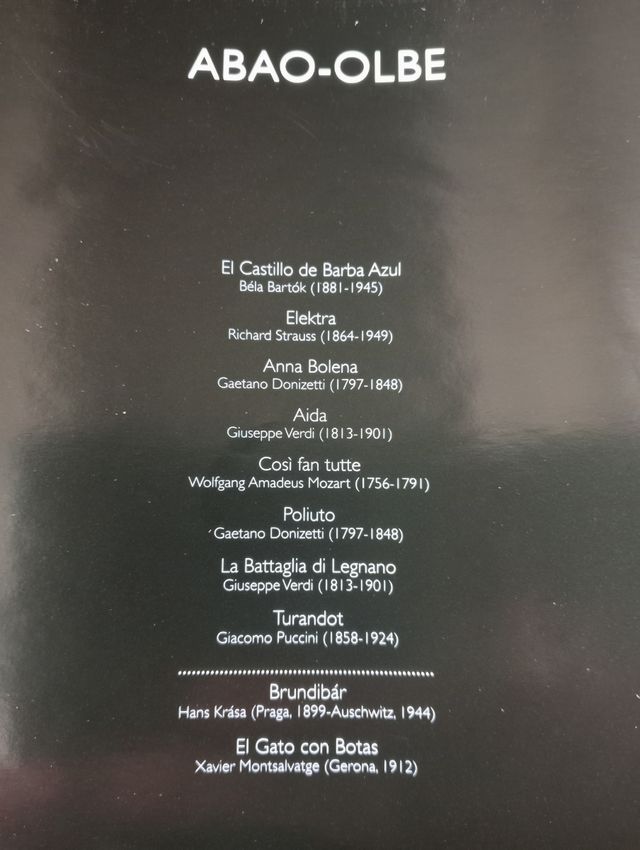 ABAO-OLBE
El Castillo de Barba Azul
Béla Bartók (1881-1945)
Elektra
Richard Strauss (1864-1949)
Anna Bolena
Gaetano Donizetti (1797-1848)
Aida
Giuseppe Verdi (1813-1901)
Così fan tutte
Wolfgang Amadeus Mozart (1756-1791)
Poliuto
Gaetano Donizetti (1797-1848)
La Battaglia di Legnano
Giuseppe Verdi (1813-1901)
Turandot
Giacomo Puccini (1858-1924)
Brundibár
Hans Krása (Praga, 1899-Auschwitz, 1944)
El Gato con Botas
Xavier Montsalvatge (Gerona, 1912)